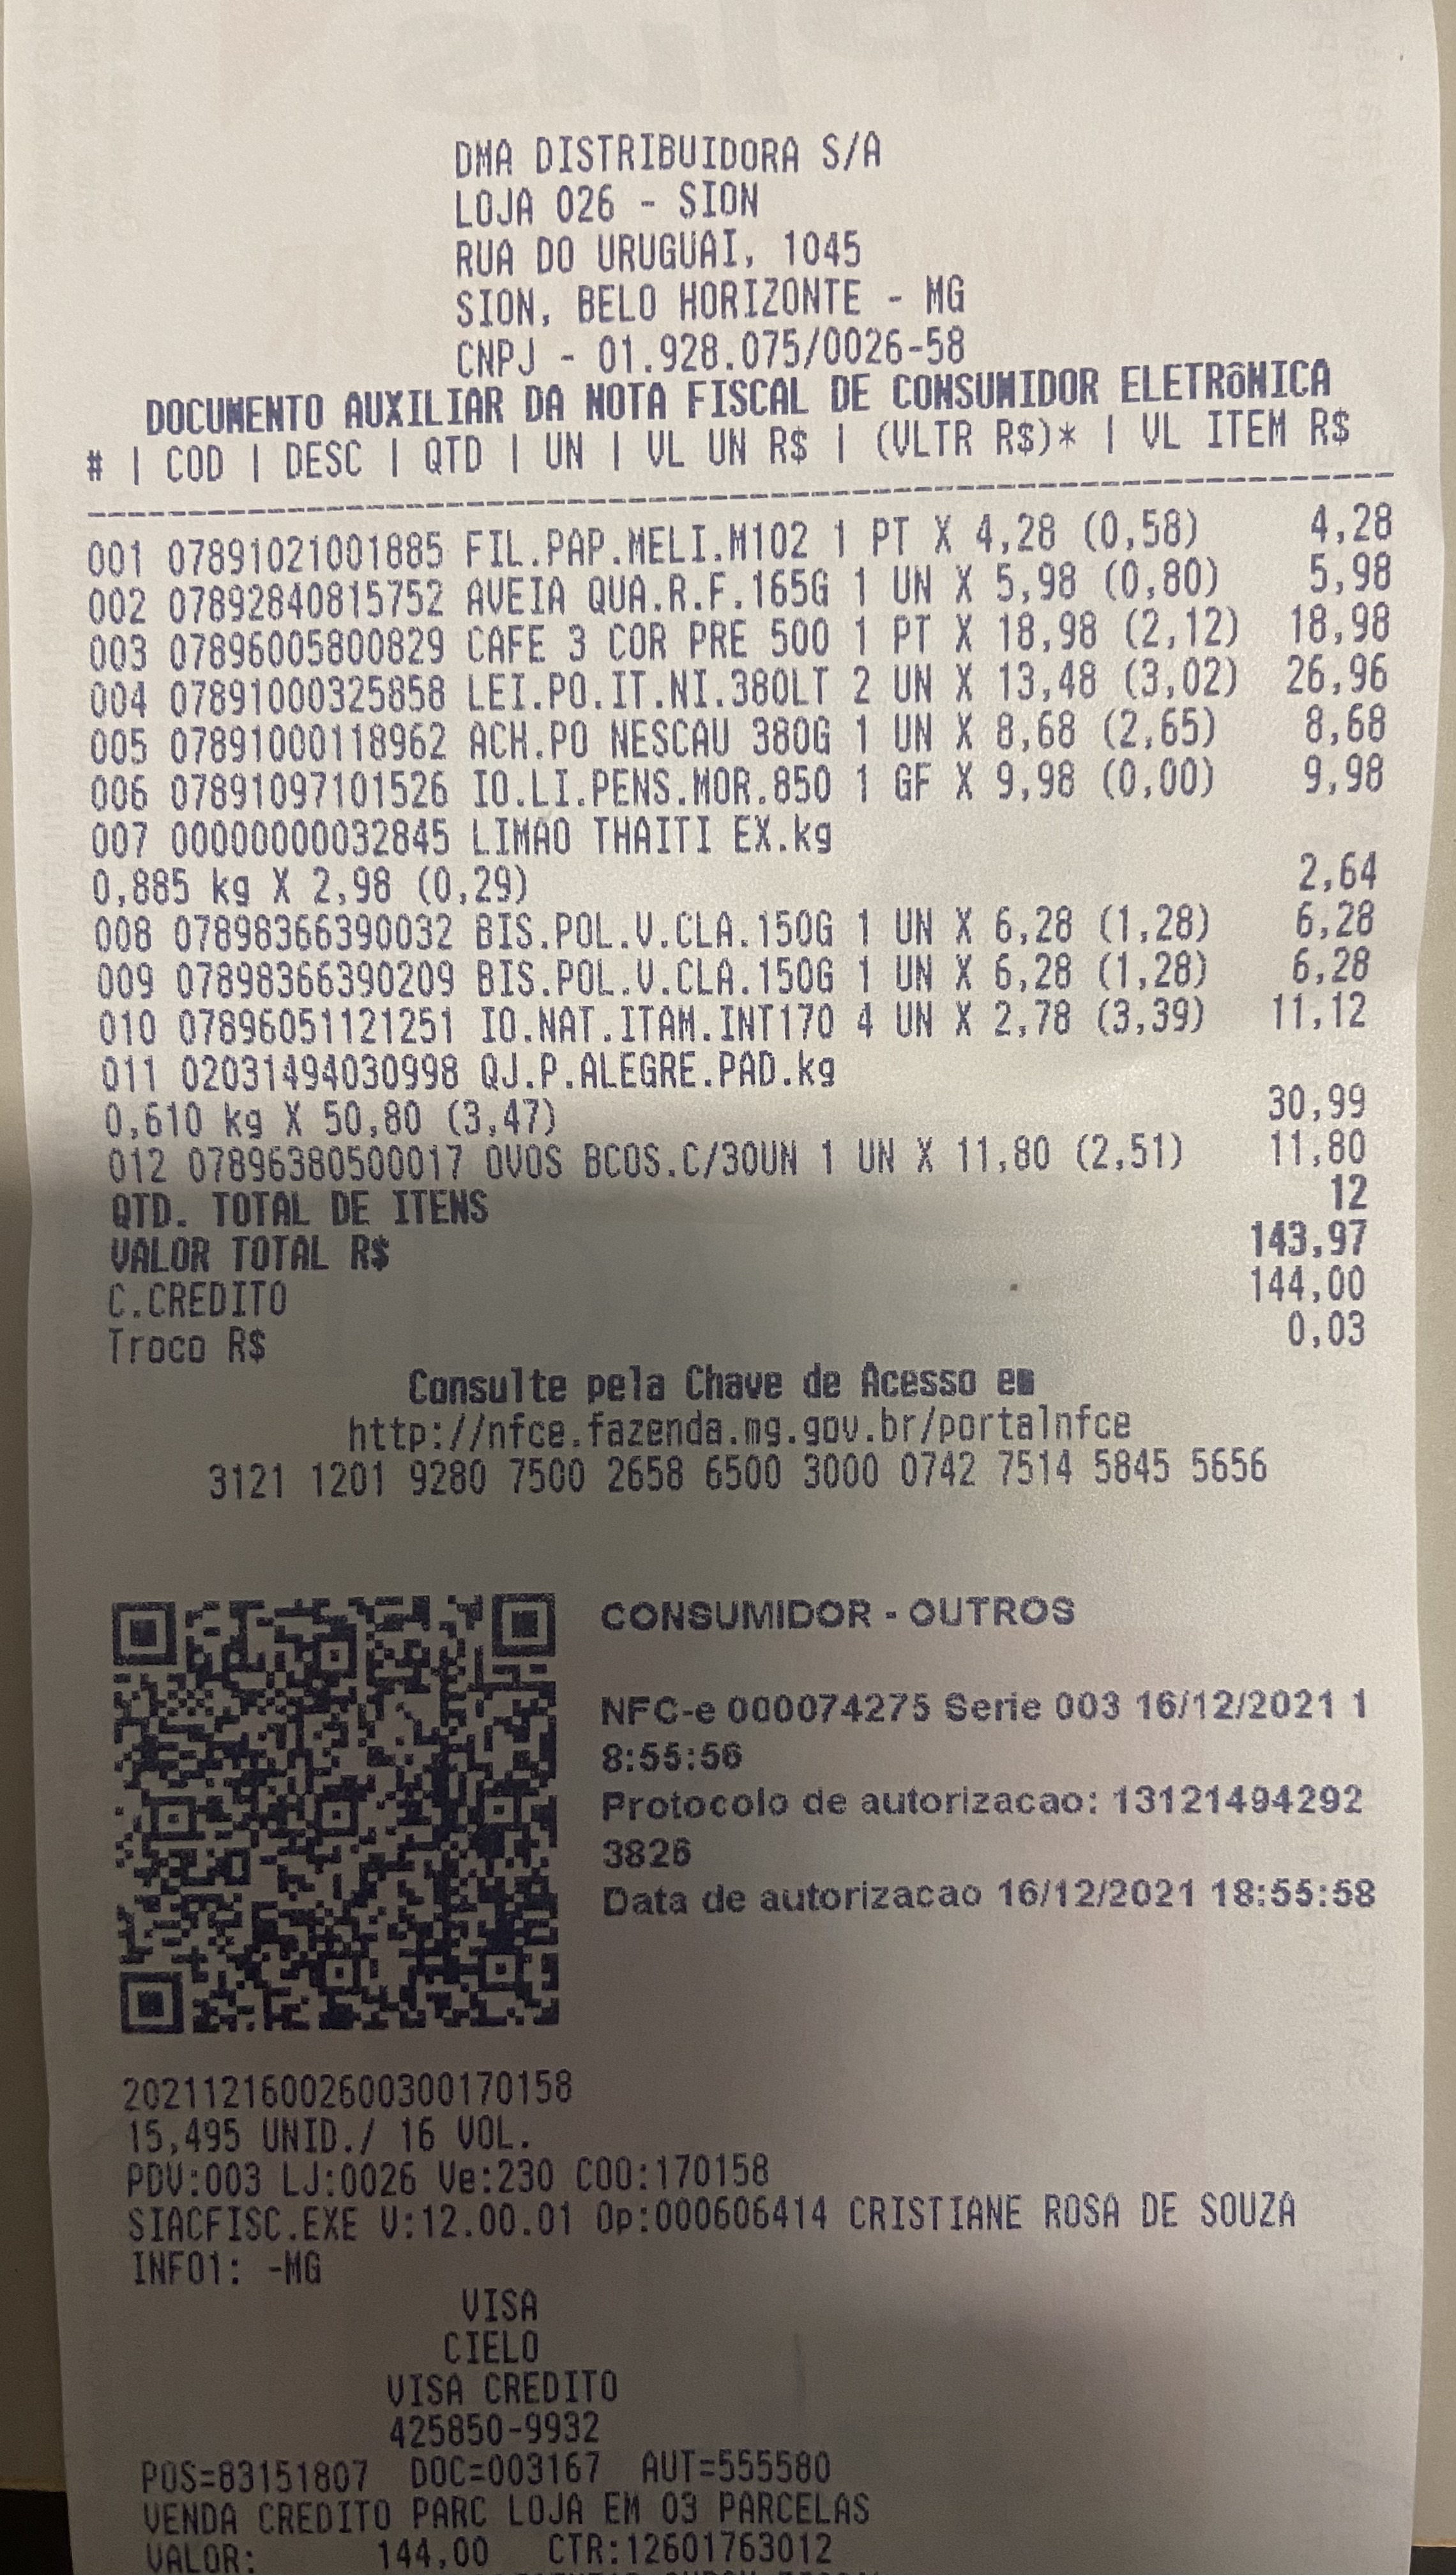 DMA DISTRIBUIDORA S/A
LOJA 026 - SION
RUA DO URUGUAI, 1045
SION, BELO HORIZONTE - MG
CNPJ - 01.928.075/0026-58
DOCUMENTO AUXILIAR DA NOTA FISCAL DE CONSUMIDOR ELETRôNICA
# | COD | DESC | QTD | UN | VL UN R$ | (VLTR R$)* | VL ITEM R$
001 07891021001885 FIL.PAP.MELI.M102 1 PT X 4,28 (0,58) 4,28
002 07892840815752 AVEIA QUA.R.F.165G 1 UN X 5,98 (0,80) 5,98
003 07896005800829 CAFE 3 COR PRE 500 1 PT X 18,98 (2,12) 18,98
004 07891000325858 LEI.PO.IT.NI.380LT 2 UN X 13,48 (3,02) 26,96
005 07891000118962 ACH.PO NESCAU 380G 1 UN X 8,68 (2,65) 8,68
006 07891097101526 IO.LI.PENS.MOR.850 1 GF X 9,98 (0,00) 9,98
007 00000000032845 LIMAO THAITI EX.kg
0,885 kg X 2,98 (0,29) 2,64
008 07898366390032 BIS.POL.V.CLA.150G 1 UN X 6,28 (1,28) 6,28
009 07898366390209 BIS.POL.V.CLA.150G 1 UN X 6,28 (1,28) 6,28
010 07896051121251 IO.NAT.ITAM.INT170 4 UN X 2,78 (3,39) 11,12
011 02031494030998 QJ.P.ALEGRE.PAD.kg
0,610 kg X 50,80 (3,47) 30,99
012 07896380500017 OVOS BCOS.C/30UN 1 UN X 11,80 (2,51) 11,80
QTD. TOTAL DE ITENS 12
VALOR TOTAL R$ 143,97
C.CREDITO 144,00
Troco R$ 0,03
Consulte pela Chave de Acesso em
http://nfce.fazenda.mg.gov.br/portalnfce
3121 1201 9280 7500 2658 6500 3000 0742 7514 5845 5656
CONSUMIDOR - OUTROS
NFC-e 000074275 Serie 003 16/12/2021 1
8:55:56
Protocolo de autorizacao: 13121494292
3826
Data de autorizacao 16/12/2021 18:55:58
20211216002600300170158
15,495 UNID./ 16 VOL.
PDV:003 LJ:0026 Ve:230 COO:170158
SIACFISC.EXE V:12.00.01 Op:000606414 CRISTIANE ROSA DE SOUZA
INFO1: -MG
VISA
CIELO
VISA CREDITO
425850-9932
POS=83151807 DOC=003167 AUT=555580
VENDA CREDITO PARC LOJA EM 03 PARCELAS
VALOR: 144,00 CTR:12601763012